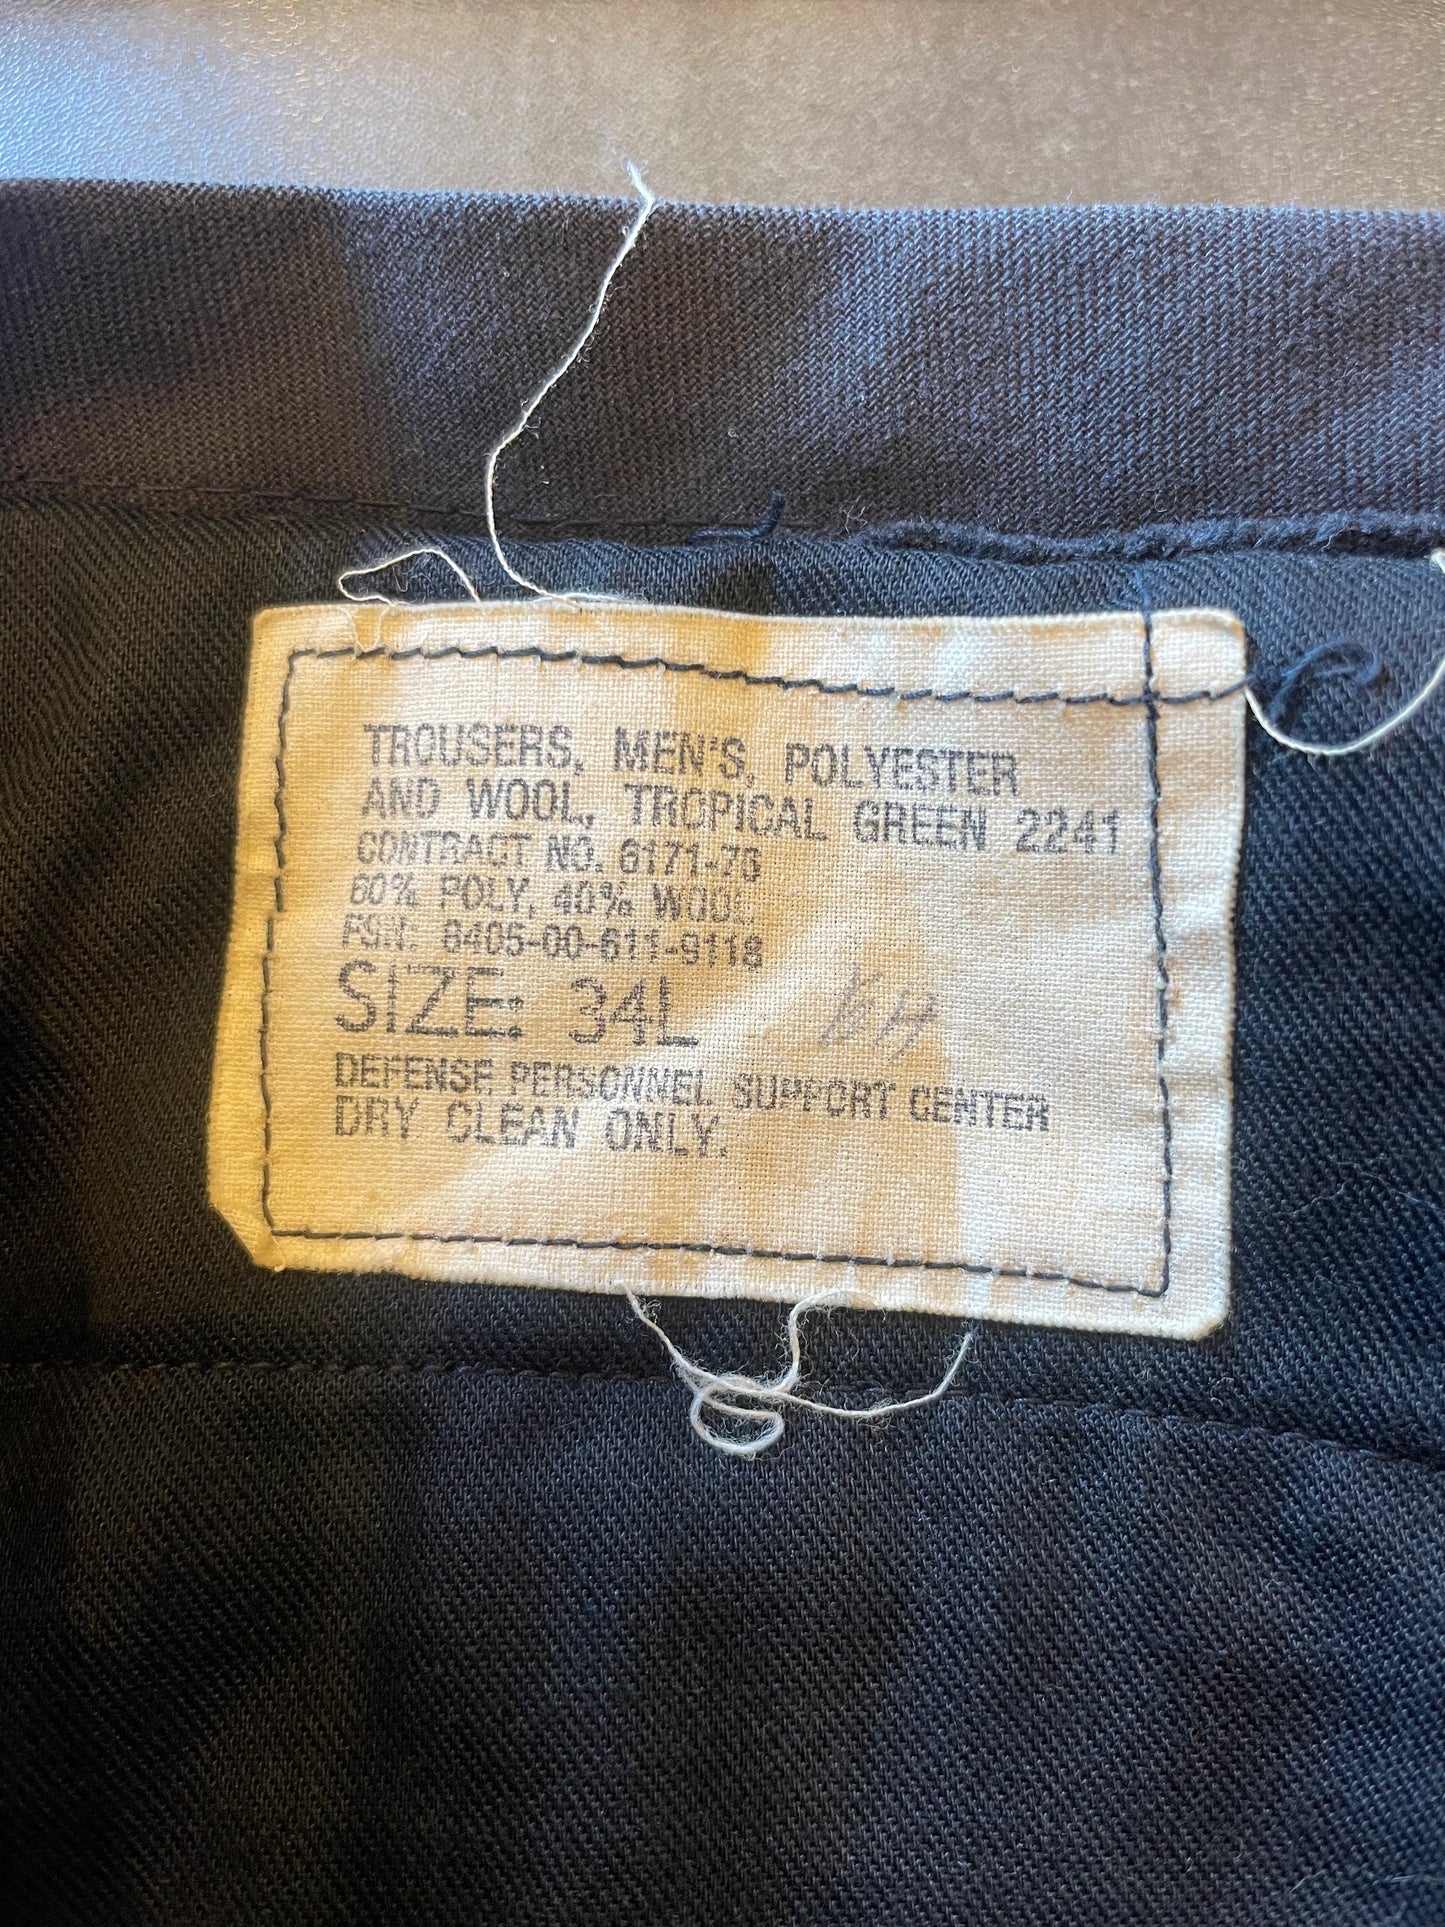 TROUSERS, MEN'S, POLYESTER
AND WOOL, TROPICAL GREEN 2241
CONTRACT NO. 6171-76
60% POLY, 40% WOOL
FSN: 8405-00-611-9118
SIZE: 34L
DEFENSE PERSONNEL SUPPORT CENTER
DRY CLEAN ONLY.